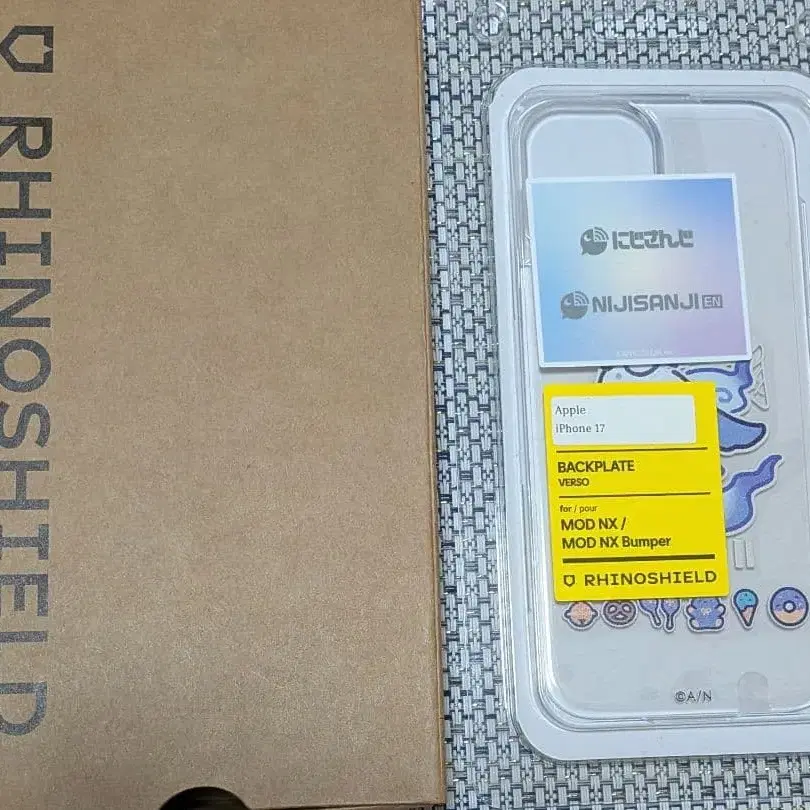 RHINOSHIELD
にじさんじ
NIJISANJI EN
Apple
iPhone 17
BACKPLATE
VERSO
for / pour
MOD NX /
MOD NX Bumper
RHINOSHIELD
©A/N